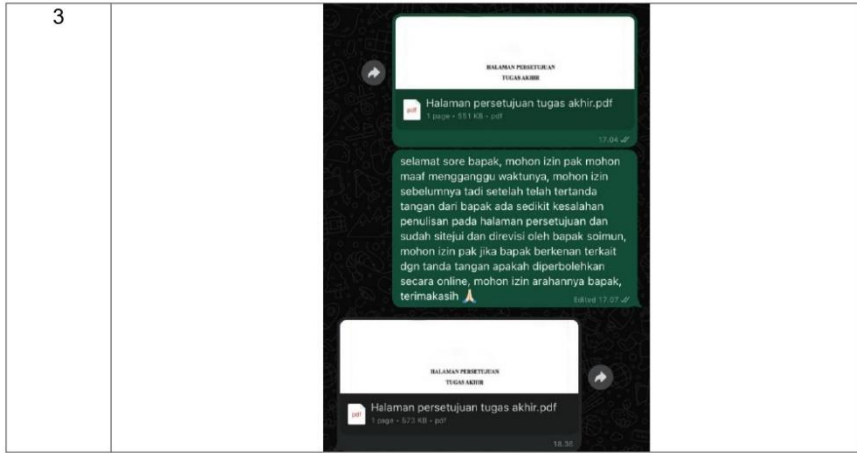 3
HALAMAN PERSETUJUAN
TUGAS AKHIR
pdf
Halaman persetujuan tugas akhir.pdf
1 page • 551 KB • pdf
17.04
selamat sore bapak, mohon izin pak mohon
maaf mengganggu waktunya, mohon izin
sebelumnya tadi setelah telah tertanda
tangan dari bapak ada sedikit kesalahan
penulisan pada halaman persetujuan dan
sudah sitejui dan direvisi oleh bapak soimun,
mohon izin pak jika bapak berkenan terkait
dgn tanda tangan apakah diperbolehkan
secara online, mohon izin arahannya bapak,
terimakasih 🙏🏻
Edited 17.07
HALAMAN PERSETUJUAN
TUGAS AKHIR
pdf
Halaman persetujuan tugas akhir.pdf
1 page • 573 KB • pdf
18.36